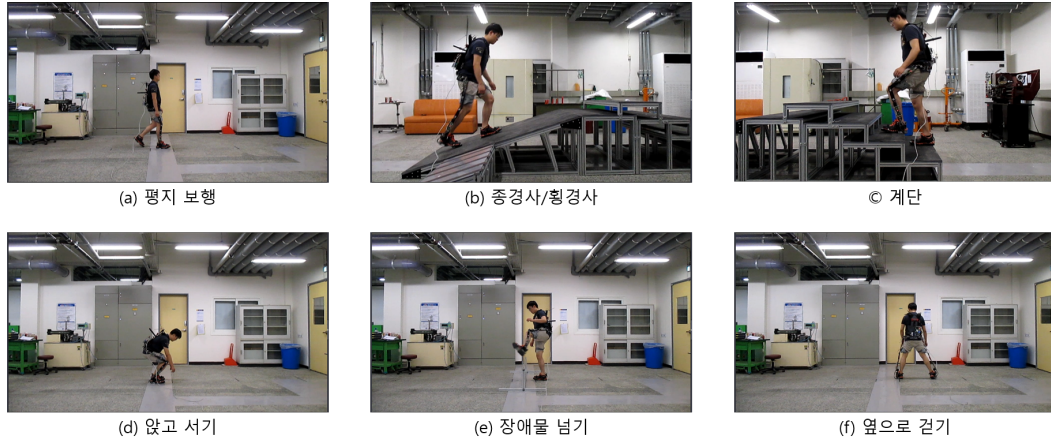 (a) 평지 보행
(b) 종경사/횡경사
© 계단
(d) 앉고 서기
(e) 장애물 넘기
(f) 옆으로 걷기